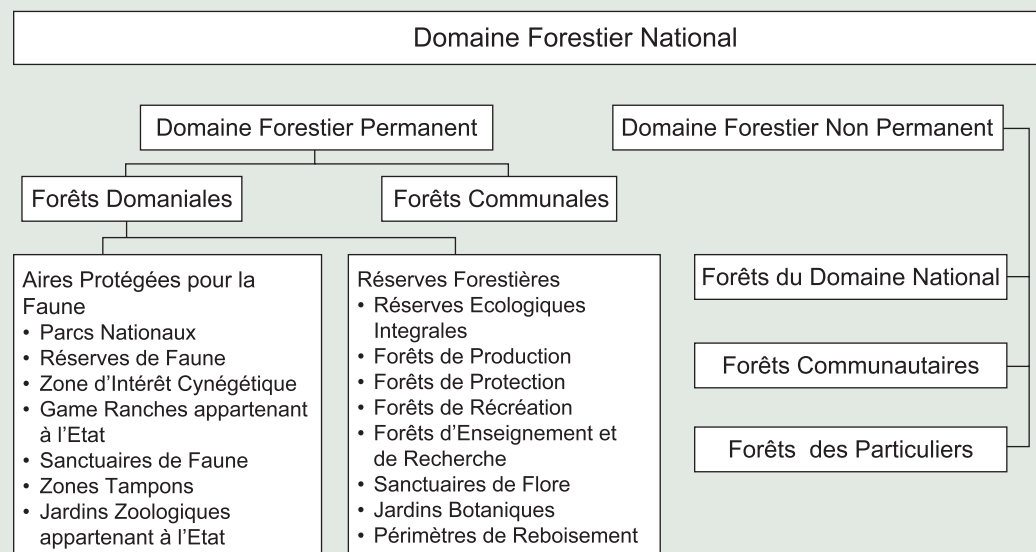 Domaine Forestier National
Domaine Forestier Permanent
Domaine Forestier Non Permanent
Forêts Domaniales
Forêts Communales
Aires Protégées pour la
Faune
• Parcs Nationaux
• Réserves de Faune
• Zone d'Intérêt Cynégétique
• Game Ranches appartenant
à l'Etat
• Sanctuaires de Faune
• Zones Tampons
• Jardins Zoologiques
appartenant à l'Etat
Réserves Forestières
• Réserves Ecologiques
Integrales
• Forêts de Production
• Forêts de Protection
• Forêts de Récréation
• Forêts d'Enseignement et
de Recherche
• Sanctuaires de Flore
• Jardins Botaniques
• Périmètres de Reboisement
Forêts du Domaine National
Forêts Communautaires
Forêts des Particuliers